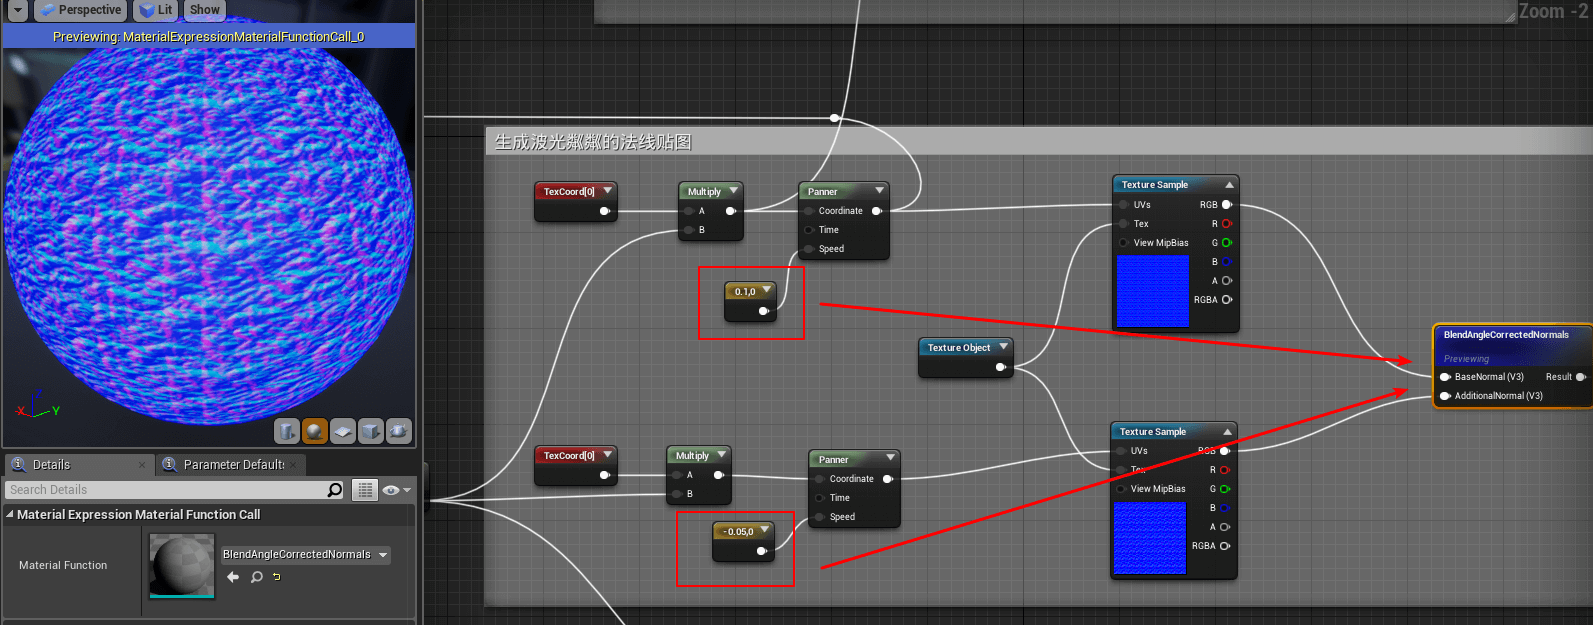 Perspective
Lit
Show
Previewing: MaterialExpressionMaterialFunctionCall_0
X
Y
Details
Parameter Defaults
Search Details
Material Expression Material Function Call
Material Function
BlendAngleCorrectedNormals
Zoom -2
生成波光粼粼的法线贴图
TexCoord[0]
Multiply
A
B
Panner
Coordinate
Time
Speed
0.1,0
Texture Sample
UVs
RGB
Tex
R
View MipBias
G
B
A
RGBA
Texture Object
BlendAngleCorrectedNormals
Previewing
BaseNormal (V3)
Result
AdditionalNormal (V3)
TexCoord[0]
Multiply
A
B
Panner
Coordinate
Time
Speed
-0.05,0
Texture Sample
UVs
RGB
Tex
R
View MipBias
G
B
A
RGBA